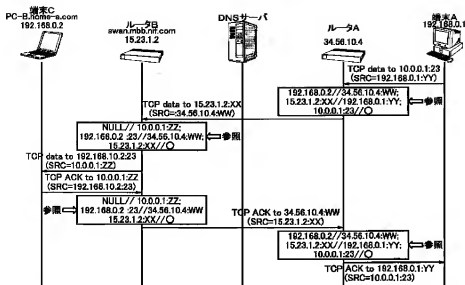 端末C
PC-B.home-a.com
192.168.0.2
ルータB
awan.mbb.nif.com
15.23.1.2
DNSサーバ
ルータA
34.56.10.4
端末A
192.168.0.1
TCP data to 10.0.0.1:23
(SRC=192.168.0.1:YY)
192.168.0.2//34.56.10.4:WW;
15.23.1.2:XX//192.168.0.1:YY;
10.0.0.1:23//〇
参照
TCP data to 15.23.1.2:XX
(SRC=:34.56.10.4:WW)
NULL// 10.0.0.1:ZZ;
192.168.0.2 :23//34.56.10.4:WW;
15.23.1.2:XX//〇
参照
TCP data to 192.168.10.2:23
(SRC=10.0.0.1:ZZ)
TCP ACK to 10.0.0.1:ZZ
(SRC=192.168.10.2:23)
参照
NULL// 10.0.0.1:ZZ;
192.168.0.2 :23//34.56.10.4:WW
15.23.1.2:XX//〇
TCP ACK to 34.56.10.4:WW
(SRC=15.23.1.2:XX)
192.168.0.2//34.56.10.4:WW;
15.23.1.2:XX//192.168.0.1:YY;
10.0.0.1:23//〇
参照
TCP ACK to 192.168.0.1:YY
(SRC=10.0.0.1:23)